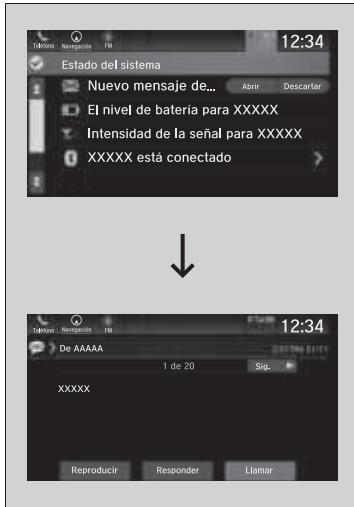 Teléfono Navegación FM 12:34
Estado del sistema
Nuevo mensaje de... Abrir Descartar
El nivel de batería para XXXXX
Intensidad de la señal para XXXXX
XXXXX está conectado
Teléfono Navegación FM 12:34
De AAAAA
1 de 20 Sig.
XXXXX
Reproducir Responder Llamar